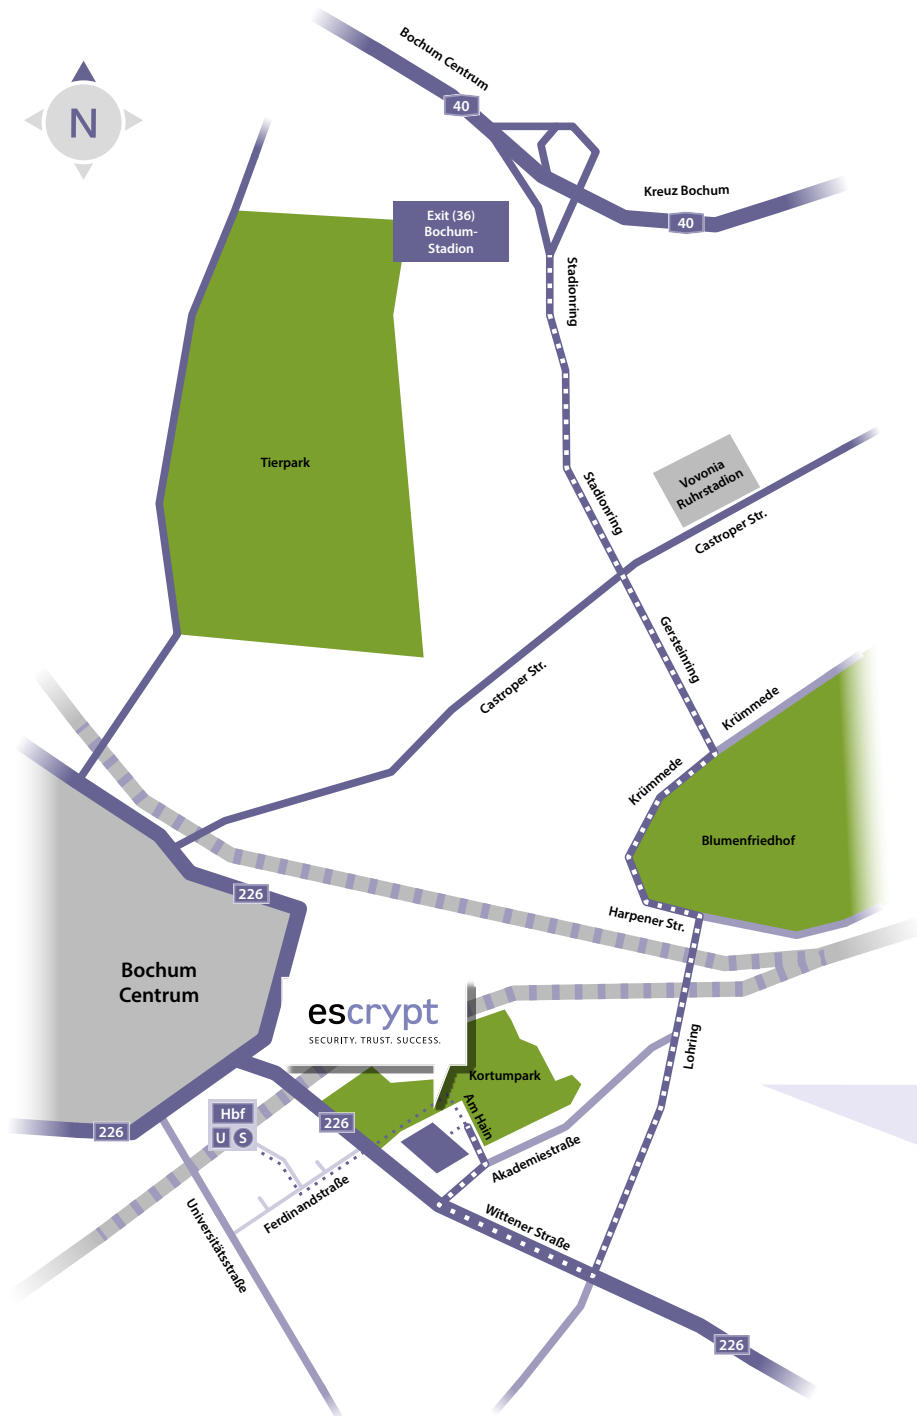 Bochum Centrum
40
N
Kreuz Bochum
40
Exit (36)
Bochum-
Stadion
Stadionring
Tierpark
Vovonia
Ruhrstadion
Stadionring
Castroper Str.
Gersteinring
Castroper Str.
Krümmede
Krümmede
Blumenfriedhof
226
Harpener Str.
Bochum
Centrum
escrypt
SECURITY. TRUST. SUCCESS.
Lohring
Kortumpark
Am Hain
Hbf
U S
226
226
Akademiestraße
Ferdinandstraße
Universitätsstraße
Wittener Straße
226